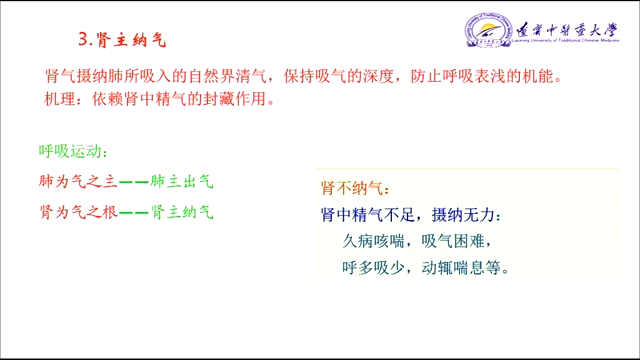 3.肾主纳气
辽宁中医药大学
Liaoning University of Traditional Chinese Medicine
肾气摄纳肺所吸入的自然界清气，保持吸气的深度，防止呼吸表浅的机能。
机理：依赖肾中精气的封藏作用。
呼吸运动：
肺为气之主——肺主出气
肾为气之根——肾主纳气
肾不纳气：
肾中精气不足，摄纳无力：
久病咳喘，吸气困难，
呼多吸少，动辄喘息等。